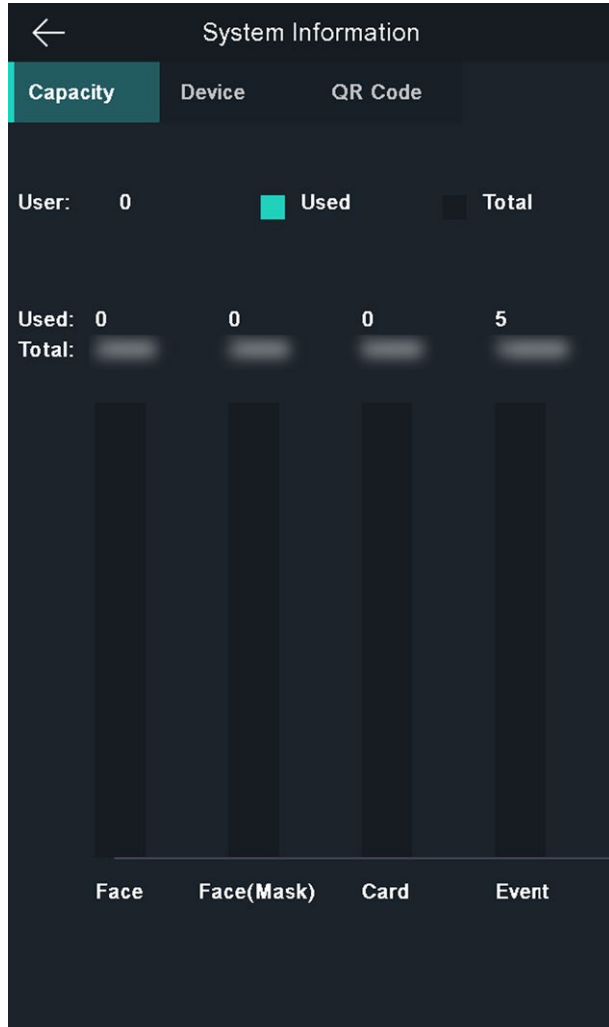 System Information
Capacity Device QR Code
User: 0 Used Total
Used: 0 0 0 5
Total:
Face Face(Mask) Card Event